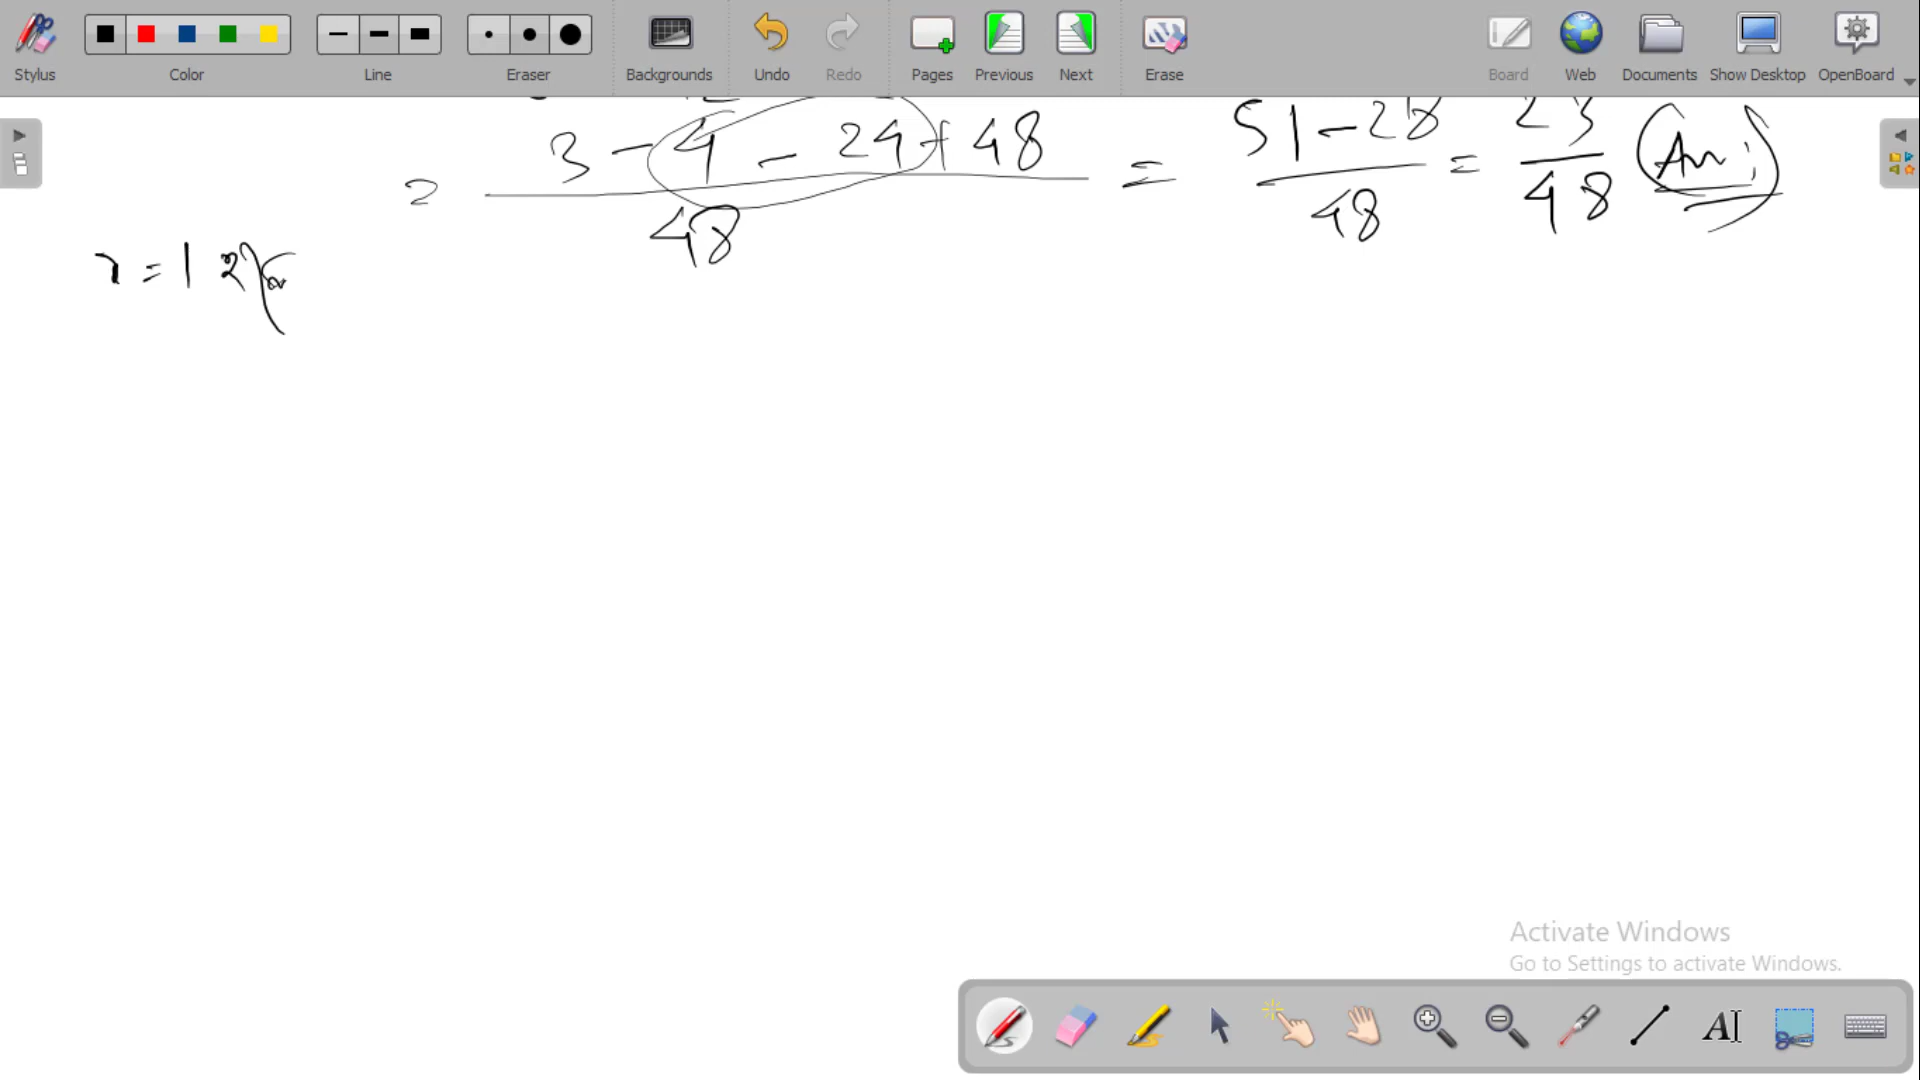 Stylus Color Line Eraser Backgrounds Undo Redo Pages Previous Next Erase Board Web Documents Show Desktop OpenBoard
= 3 - 4 - 24 + 48 / 48 = 51 - 28 / 48 = 23 / 48 Ans:
x = 1
Activate Windows
Go to Settings to activate Windows.